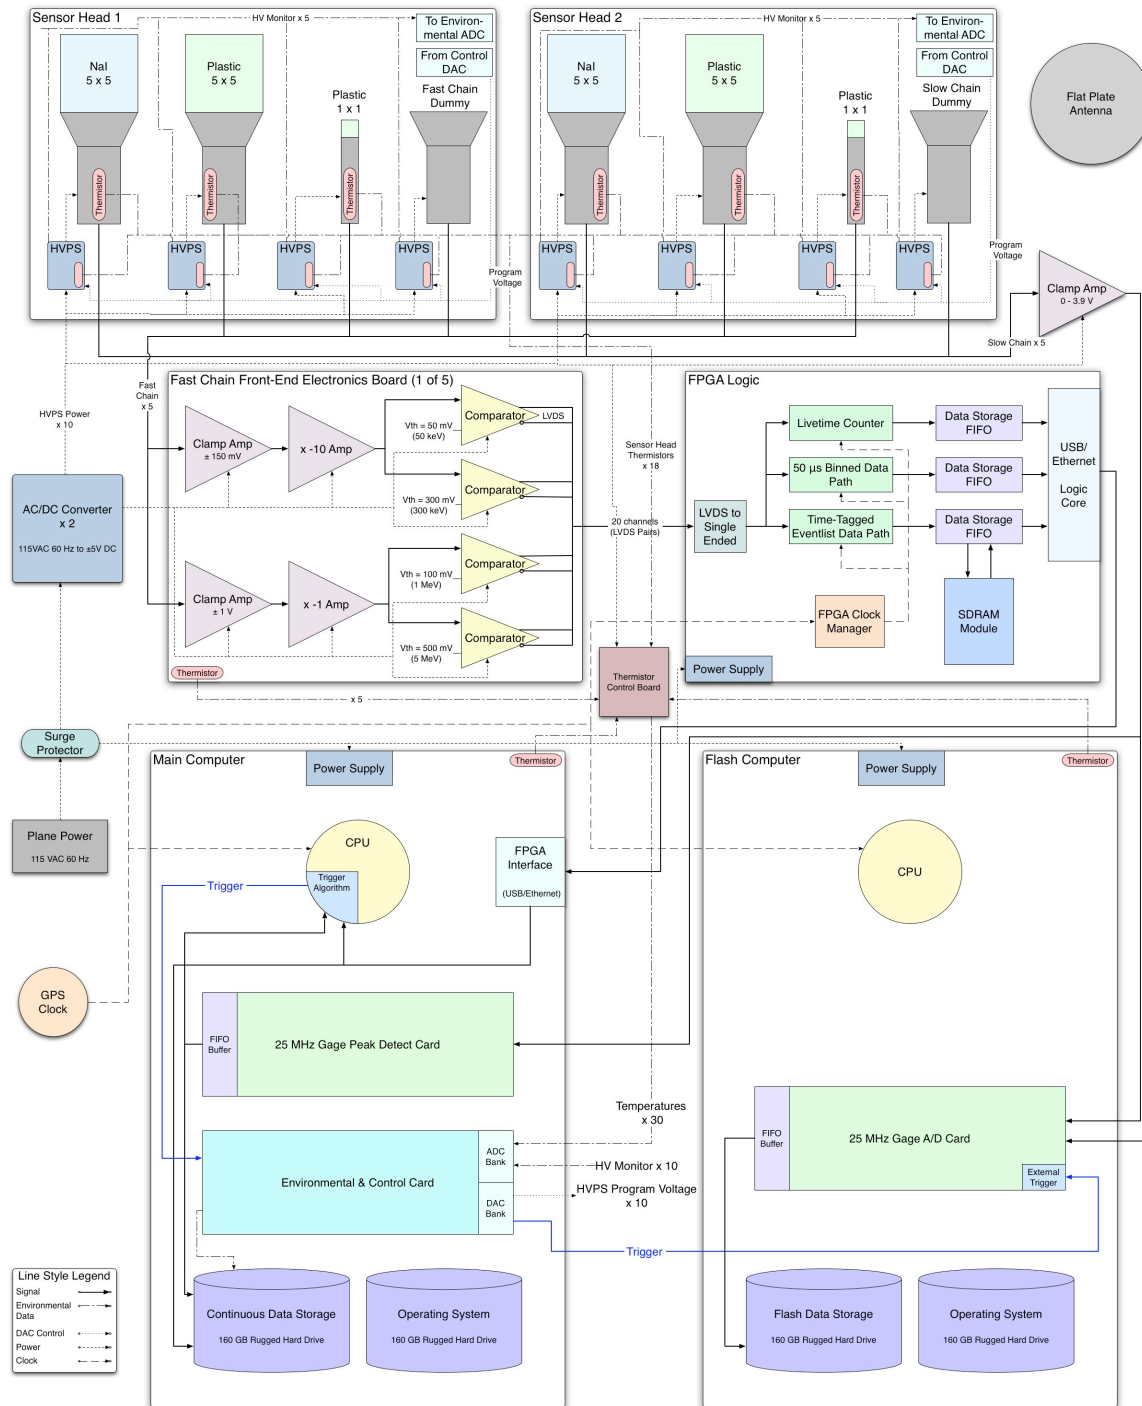 Sensor Head 1
HV Monitor x 5
To Environ-
mental ADC
From Control
DAC
NaI
5 x 5
Plastic
5 x 5
Plastic
1 x 1
Fast Chain
Dummy
Thermistor
Thermistor
Thermistor
HVPS
HVPS
HVPS
HVPS
Program
Voltage
Sensor Head 2
HV Monitor x 5
To Environ-
mental ADC
From Control
DAC
NaI
5 x 5
Plastic
5 x 5
Plastic
1 x 1
Slow Chain
Dummy
Thermistor
Thermistor
Thermistor
HVPS
HVPS
HVPS
HVPS
Program
Voltage
Flat Plate
Antenna
Clamp Amp
0 - 3.9 V
Slow Chain x 5
Fast
Chain
x 5
HVPS Power
x 10
Fast Chain Front-End Electronics Board (1 of 5)
Clamp Amp
± 150 mV
x -10 Amp
Vth = 50 mV
(50 keV)
Comparator
LVDS
Vth = 300 mV
(300 keV)
Comparator
Clamp Amp
± 1 V
x -1 Amp
Vth = 100 mV
(1 MeV)
Comparator
Vth = 500 mV
(5 MeV)
Comparator
Thermistor
x 5
Sensor Head
Thermistors
x 18
20 channels
(LVDS Pairs)
FPGA Logic
LVDS to
Single
Ended
Livetime Counter
50 µs Binned Data
Path
Time-Tagged
Eventlist Data Path
Data Storage
FIFO
Data Storage
FIFO
Data Storage
FIFO
USB/
Ethernet
Logic
Core
FPGA Clock
Manager
SDRAM
Module
Power Supply
Thermistor
Control Board
AC/DC Converter
x 2
115VAC 60 Hz to ±5V DC
Surge
Protector
Plane Power
115 VAC 60 Hz
GPS
Clock
Main Computer
Power Supply
Thermistor
CPU
Trigger
Algorithm
Trigger
FPGA
Interface
(USB/Ethernet)
FIFO
Buffer
25 MHz Gage Peak Detect Card
Environmental & Control Card
ADC
Bank
DAC
Bank
Temperatures
x 30
HV Monitor x 10
HVPS Program Voltage
x 10
Trigger
Continuous Data Storage
160 GB Rugged Hard Drive
Operating System
160 GB Rugged Hard Drive
Flash Computer
Power Supply
Thermistor
CPU
FIFO
Buffer
25 MHz Gage A/D Card
External
Trigger
Flash Data Storage
160 GB Rugged Hard Drive
Operating System
160 GB Rugged Hard Drive
Line Style Legend
Signal
Environmental
Data
DAC Control
Power
Clock